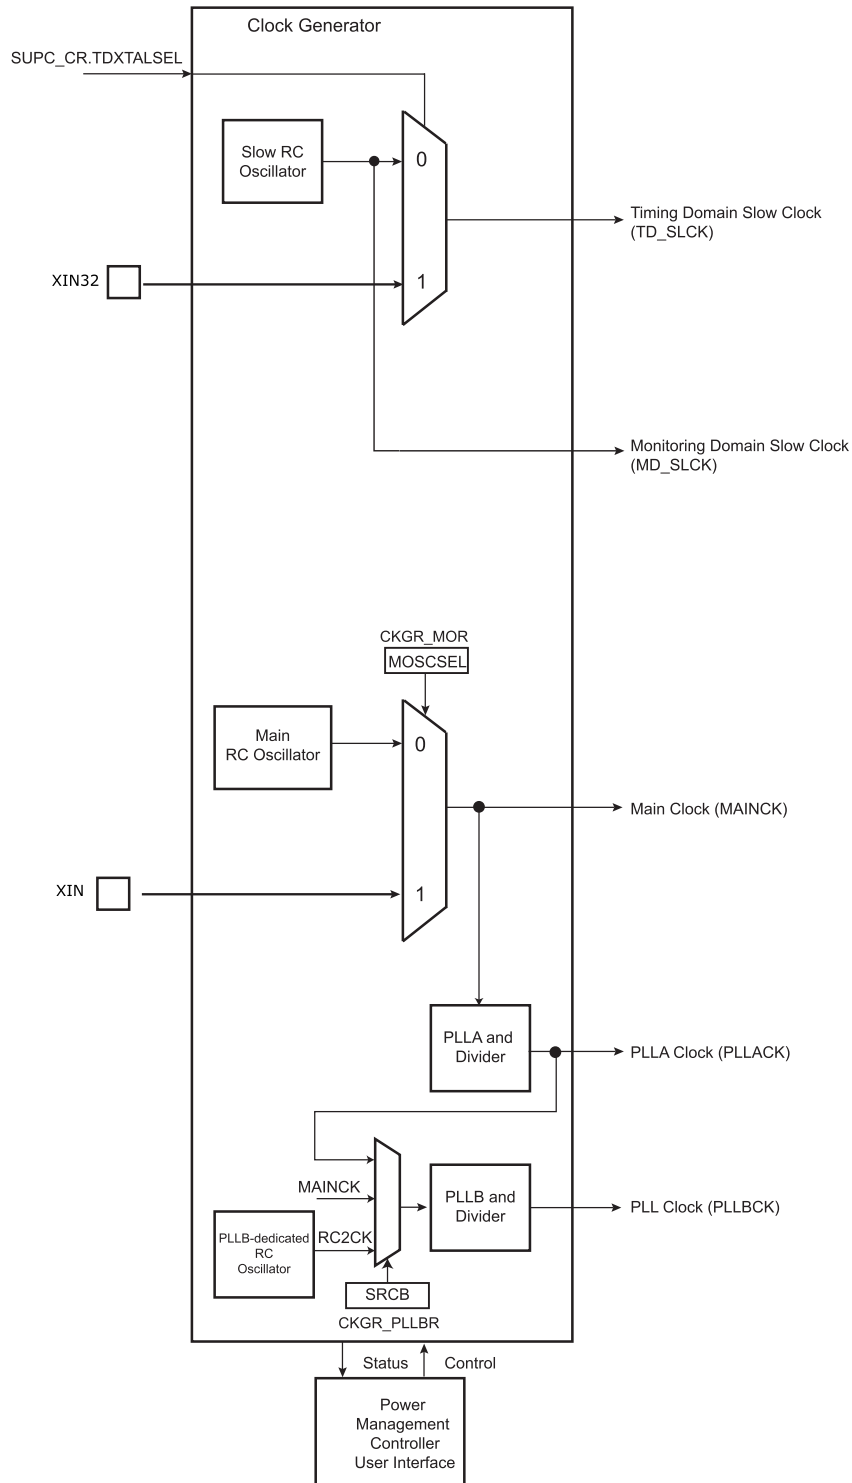 Clock Generator
SUPC_CR.TDXTALSEL
Slow RC
Oscillator
0
Timing Domain Slow Clock
(TD_SLCK)
XIN32
1
Monitoring Domain Slow Clock
(MD_SLCK)
CKGR_MOR
MOSCSEL
Main
RC Oscillator
0
Main Clock (MAINCK)
XIN
1
PLLA and
Divider
PLLA Clock (PLLACK)
MAINCK
PLLB and
Divider
PLL Clock (PLLBCK)
PLLB-dedicated
RC
Oscillator
RC2CK
SRCB
CKGR_PLLBR
Status
Control
Power
Management
Controller
User Interface